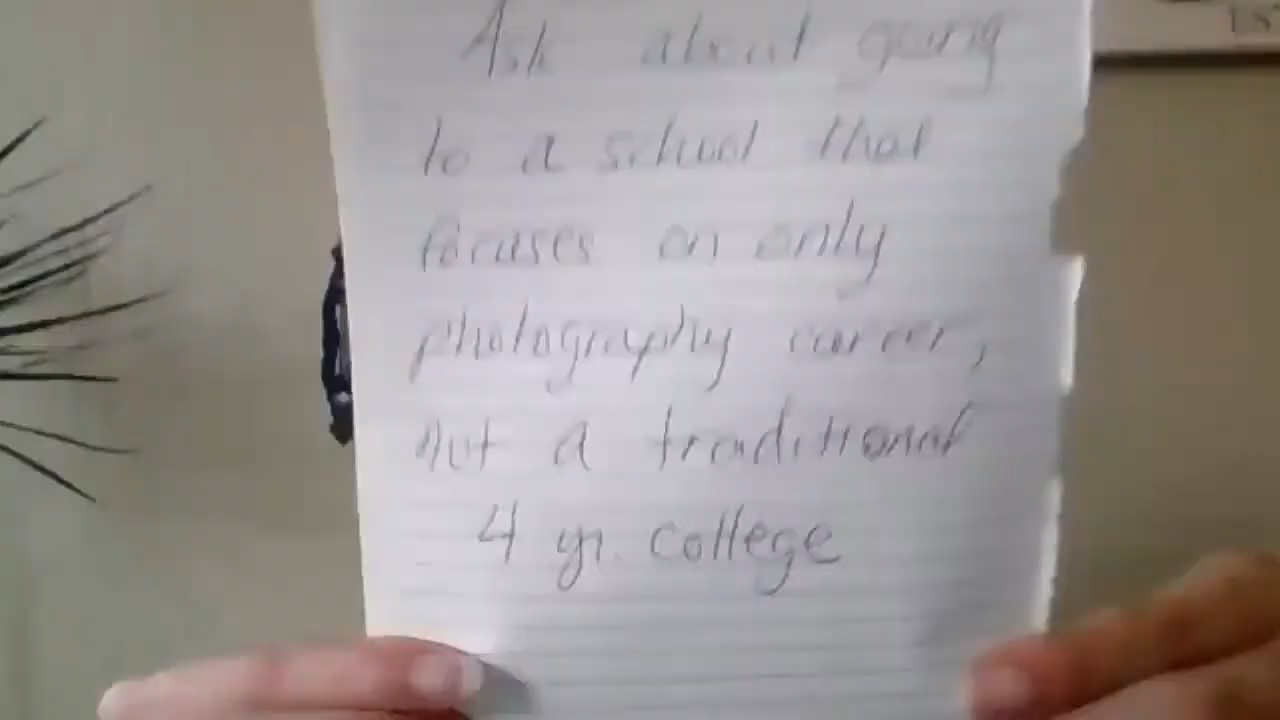 Ask about going
to a school that
focuses on only
photography career,
not a traditional
4 yr. college